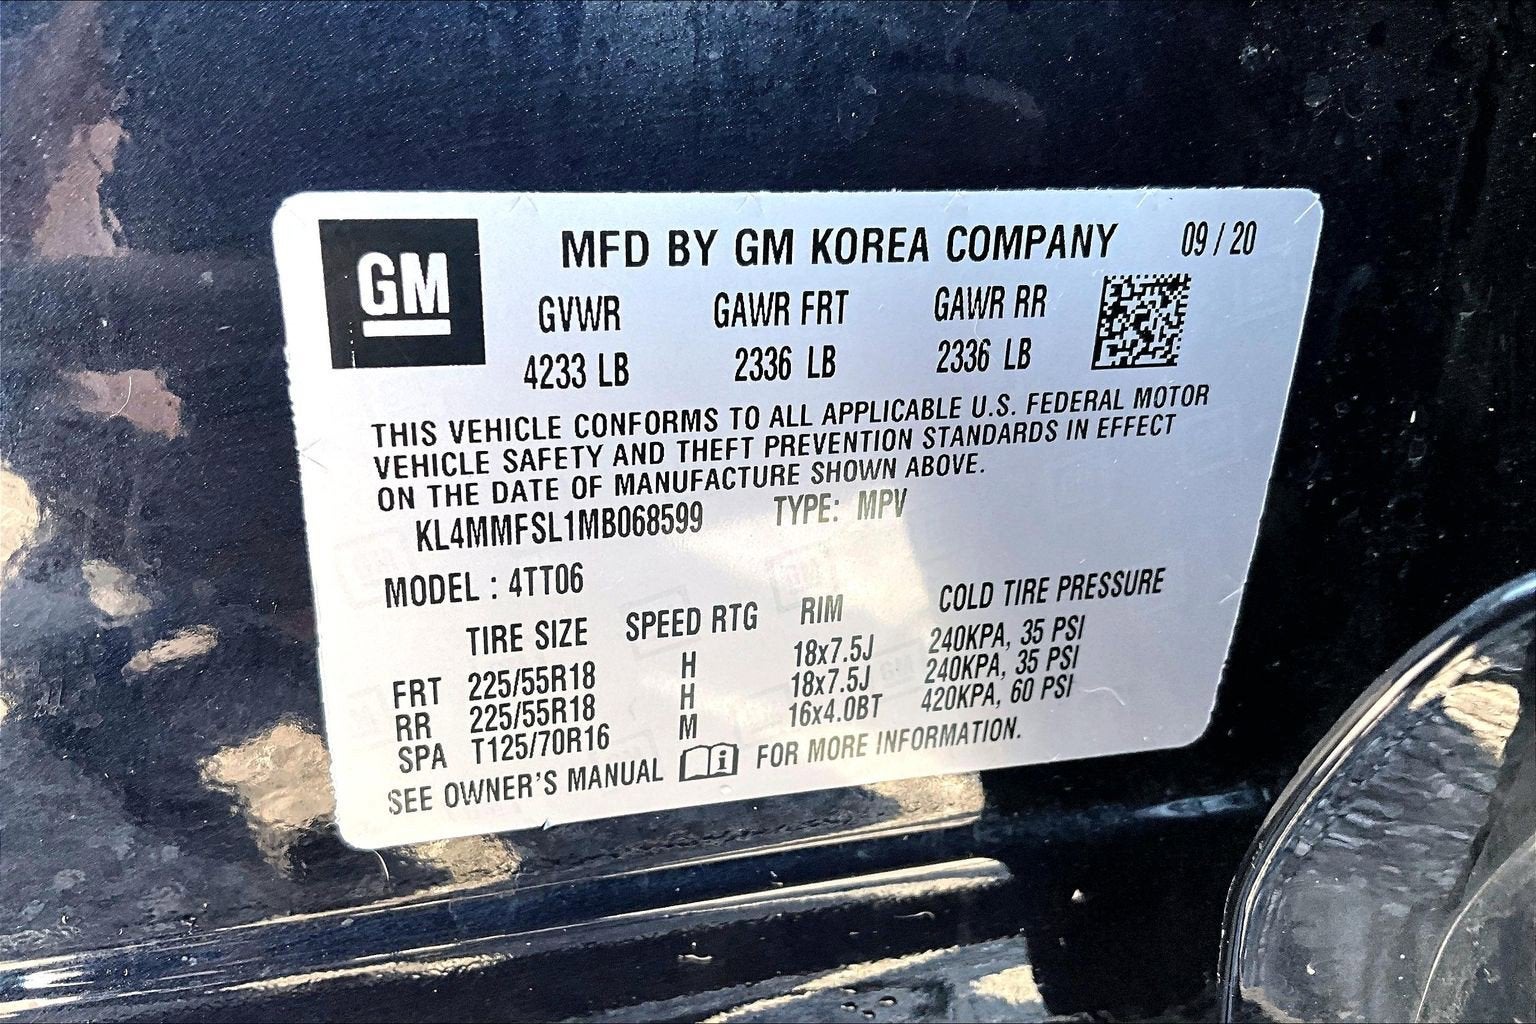 GM
MFD BY GM KOREA COMPANY 09 / 20
GVWR GAWR FRT GAWR RR
4233 LB 2336 LB 2336 LB
THIS VEHICLE CONFORMS TO ALL APPLICABLE U.S. FEDERAL MOTOR
VEHICLE SAFETY AND THEFT PREVENTION STANDARDS IN EFFECT
ON THE DATE OF MANUFACTURE SHOWN ABOVE.
KL4MMFSL1MB068599 TYPE: MPV
MODEL : 4TT06
TIRE SIZE SPEED RTG RIM COLD TIRE PRESSURE
FRT 225/55R18 H 18x7.5J 240KPA, 35 PSI
RR 225/55R18 H 18x7.5J 240KPA, 35 PSI
SPA T125/70R16 M 16x4.0BT 420KPA, 60 PSI
SEE OWNER'S MANUAL i FOR MORE INFORMATION.